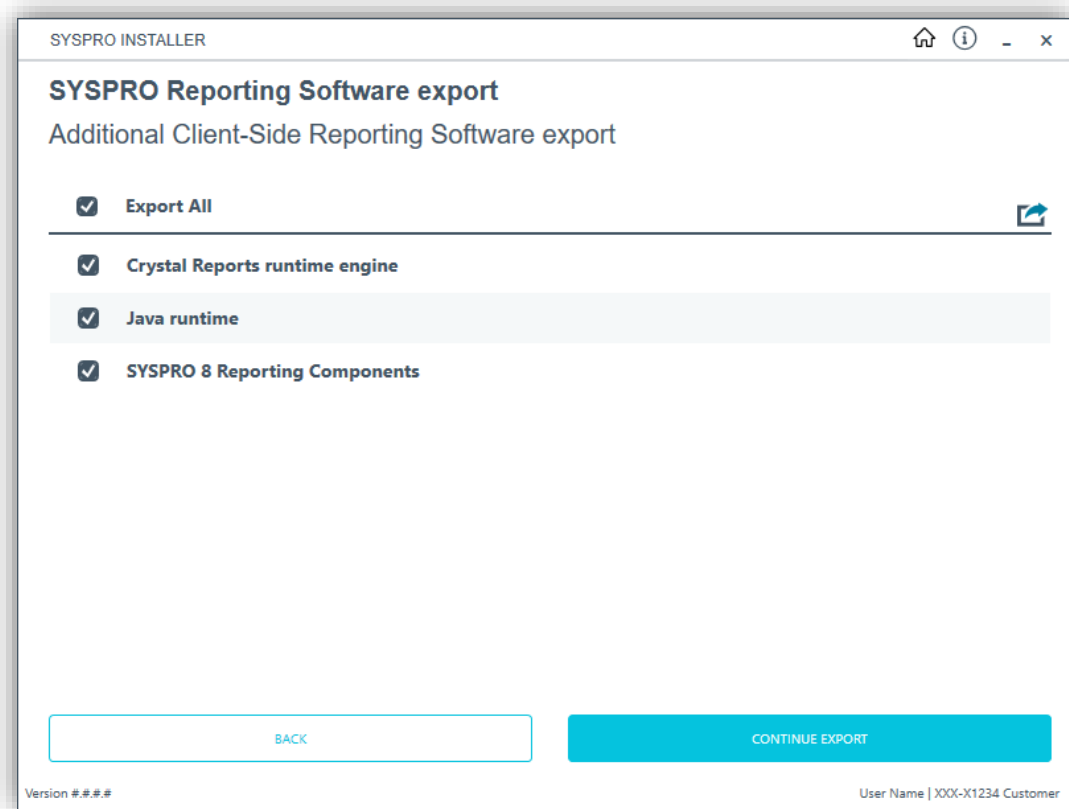 SYSPRO INSTALLER
SYSPRO Reporting Software export
Additional Client-Side Reporting Software export
Export All
Crystal Reports runtime engine
Java runtime
SYSPRO 8 Reporting Components
BACK
CONTINUE EXPORT
Version #.#.#.#
User Name | XXX-X1234 Customer